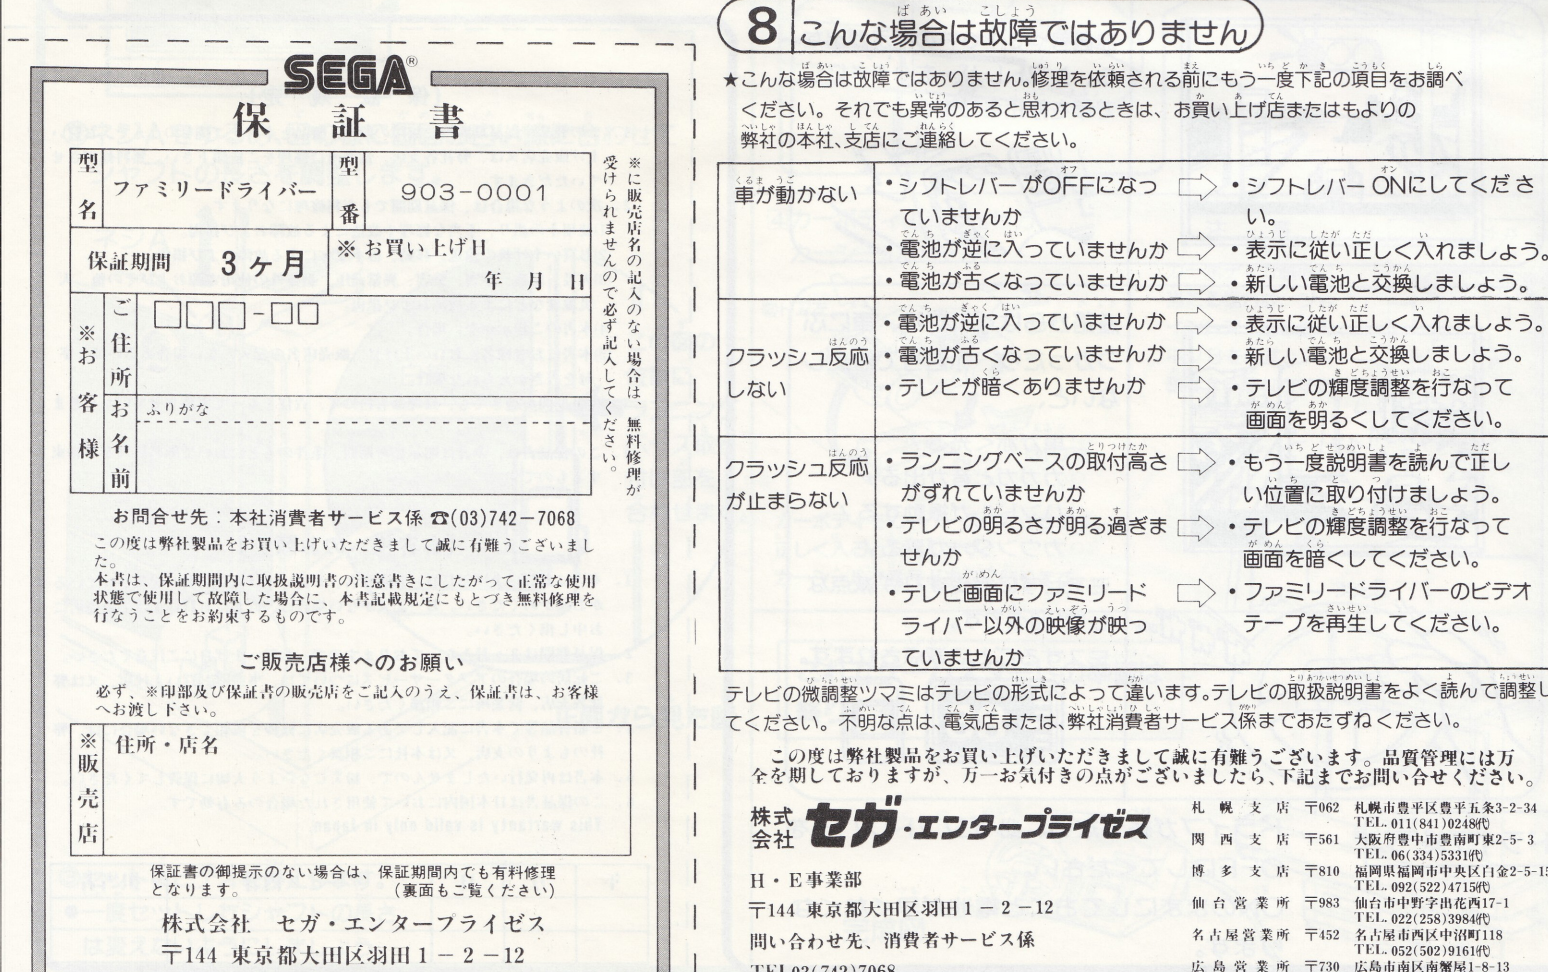 SEGA®
保証書
型名
ファミリードライバー
型番
903-0001
保証期間
3ヶ月
※お買い上げ日
年 月 日
※に販売店名の記入のない場合は、無料修理が
受けられませんので必ず記入してください。
※お客様
ご住所
□□□-□□
お名前
ふりがな
お問合せ先：本社消費者サービス係 ☎(03)742-7068
この度は弊社製品をお買い上げいただきまして誠に有難うございまし
た。
本書は、保証期間内に取扱説明書の注意書きにしたがって正常な使用
状態で使用して故障した場合に、本書記載規定にもとづき無料修理を
行なうことをお約束するものです。
ご販売店様へのお願い
必ず、※印部及び保証書の販売店をご記入のうえ、保証書は、お客様
へお渡し下さい。
※販売店
住所・店名
保証書の御提示のない場合は、保証期間内でも有料修理
となります。 （裏面もご覧ください）
株式会社 セガ・エンタープライゼス
〒144 東京都大田区羽田1－2－12
8 こんな場合は故障ではありません
★こんな場合は故障ではありません。修理を依頼される前にもう一度下記の項目をお調べ
ください。それでも異常のあると思われるときは、お買い上げ店またはもよりの
弊社の本社、支店にご連絡してください。
車が動かない
・シフトレバーがOFFになっ
ていませんか
⇨ ・シフトレバー ONにしてくださ
い。
・電池が逆に入っていませんか ⇨ ・表示に従い正しく入れましょう。
・電池が古くなっていませんか ⇨ ・新しい電池と交換しましょう。
クラッシュ反応
しない
・電池が逆に入っていませんか ⇨ ・表示に従い正しく入れましょう。
・電池が古くなっていませんか ⇨ ・新しい電池と交換しましょう。
・テレビが暗くありませんか ⇨ ・テレビの輝度調整を行なって
画面を明るくしてください。
クラッシュ反応
が止まらない
・ランニングベースの取付高さ
がずれていませんか
⇨ ・もう一度説明書を読んで正し
い位置に取り付けましょう。
・テレビの明るさが明る過ぎま
せんか
⇨ ・テレビの輝度調整を行なって
画面を暗くしてください。
・テレビ画面にファミリード
ライバー以外の映像が映っ
ていませんか
⇨ ・ファミリードライバーのビデオ
テープを再生してください。
テレビの微調整ツマミはテレビの形式によって違います。テレビの取扱説明書をよく読んで調整し
てください。不明な点は、電気店または、弊社消費者サービス係までおたずねください。
この度は弊社製品をお買い上げいただきまして誠に有難うございます。品質管理には万
全を期しておりますが、万一お気付きの点がございましたら、下記までお問い合せください。
株式会社 セガ・エンタープライゼス
H・E事業部
〒144 東京都大田区羽田1－2－12
問い合わせ先、消費者サービス係
TEL03(742)7068
札幌支店 〒062 札幌市豊平区豊平五条3-2-34
TEL. 011(841)0248㈹
関西支店 〒561 大阪府豊中市豊南町東2-5-3
TEL. 06(334)5331㈹
博多支店 〒810 福岡県福岡市中央区白金2-5-15
TEL. 092(522)4715㈹
仙台営業所 〒983 仙台市中野字出花西17-1
TEL. 022(258)3984㈹
名古屋営業所 〒452 名古屋市西区中沼町118
TEL. 052(502)9161㈹
広島営業所 〒730 広島市南区南蟹屋1-8-13